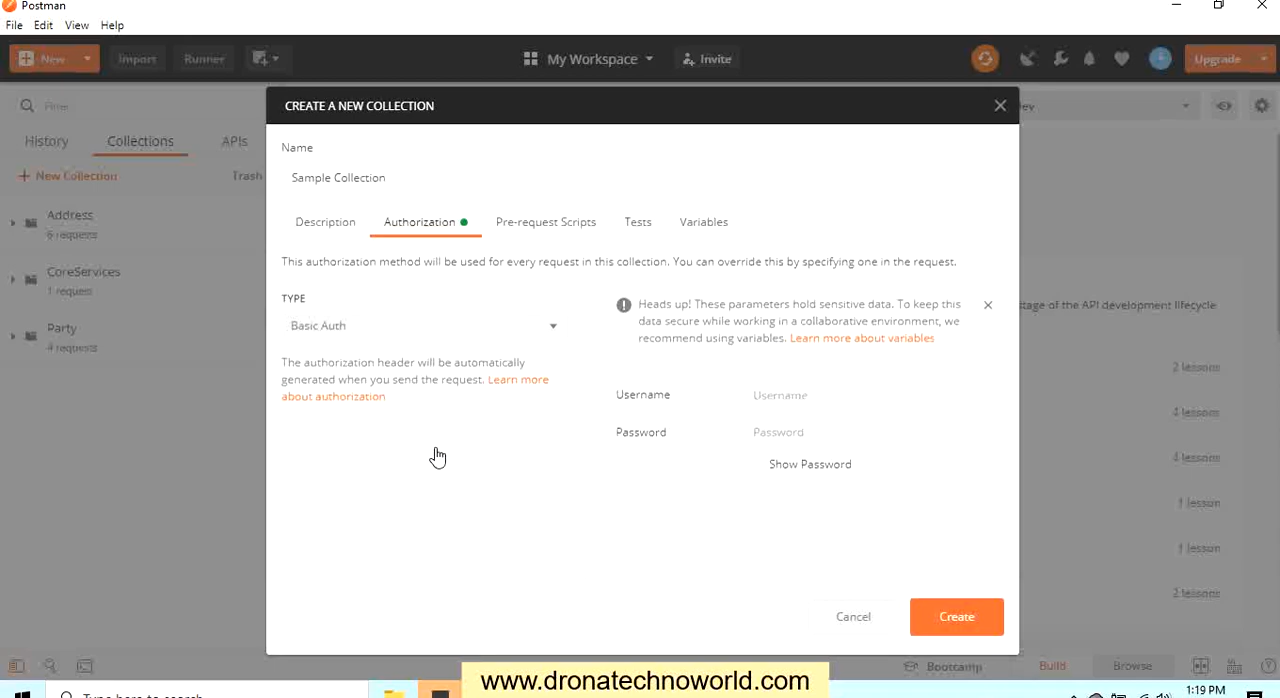 Postman
File Edit View Help
New Import Runner My Workspace Invite Upgrade
Filter
History Collections APIs
+ New Collection Trash
Address
6 requests
CoreServices
1 request
Party
4 requests
CREATE A NEW COLLECTION
Name
Sample Collection
Description Authorization Pre-request Scripts Tests Variables
This authorization method will be used for every request in this collection. You can override this by specifying one in the request.
TYPE
Basic Auth
The authorization header will be automatically
generated when you send the request. Learn more
about authorization
Heads up! These parameters hold sensitive data. To keep this
data secure while working in a collaborative environment, we
recommend using variables. Learn more about variables
Username Username
Password Password
Show Password
Cancel Create
stage of the API development lifecycle
2 lessons
4 lessons
4 lessons
1 lesson
1 lesson
2 lessons
Bootcamp Build Browse
www.dronatechnoworld.com
Type here to search
1:19 PM